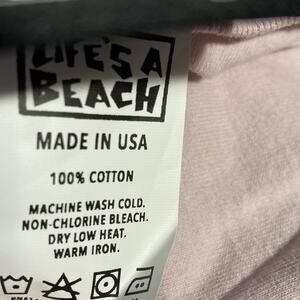 LIFE'S A
BEACH
MADE IN USA
100% COTTON
MACHINE WASH COLD.
NON-CHLORINE BLEACH.
DRY LOW HEAT.
WARM IRON.